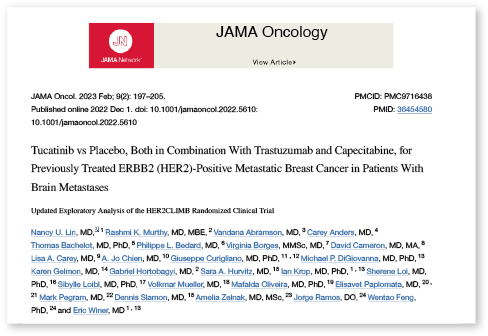 JAMA Oncology
JN
JAMA Network
View Article▸
JAMA Oncol. 2023 Feb; 9(2): 197–205. PMCID: PMC9716438
Published online 2022 Dec 1. doi: 10.1001/jamaoncol.2022.5610: PMID: 36454580
10.1001/jamaoncol.2022.5610
Tucatinib vs Placebo, Both in Combination With Trastuzumab and Capecitabine, for
Previously Treated ERBB2 (HER2)-Positive Metastatic Breast Cancer in Patients With
Brain Metastases
Updated Exploratory Analysis of the HER2CLIMB Randomized Clinical Trial
Nancy U. Lin, MD, 1 Rashmi K. Murthy, MD, MBE, 2 Vandana Abramson, MD, 3 Carey Anders, MD, 4
Thomas Bachelot, MD, PhD, 5 Philippe L. Bedard, MD, 6 Virginia Borges, MMSc, MD, 7 David Cameron, MD, MA, 8
Lisa A. Carey, MD, 9 A. Jo Chien, MD, 10 Giuseppe Curigliano, MD, PhD, 11 , 12 Michael P. DiGiovanna, MD, PhD, 13
Karen Gelmon, MD, 14 Gabriel Hortobagyi, MD, 2 Sara A. Hurvitz, MD, 16 Ian Krop, MD, PhD, 1 , 13 Sherene Loi, MD,
PhD, 16 Sibylle Loibl, MD, PhD, 17 Volkmar Mueller, MD, 18 Mafalda Oliveira, MD, PhD, 19 Elisavet Paplomata, MD, 20 ,
21 Mark Pegram, MD, 22 Dennis Slamon, MD, 15 Amelia Zelnak, MD, MSc, 23 Jorge Ramos, DO, 24 Wentao Feng,
PhD, 24 and Eric Winer, MD 1 , 13